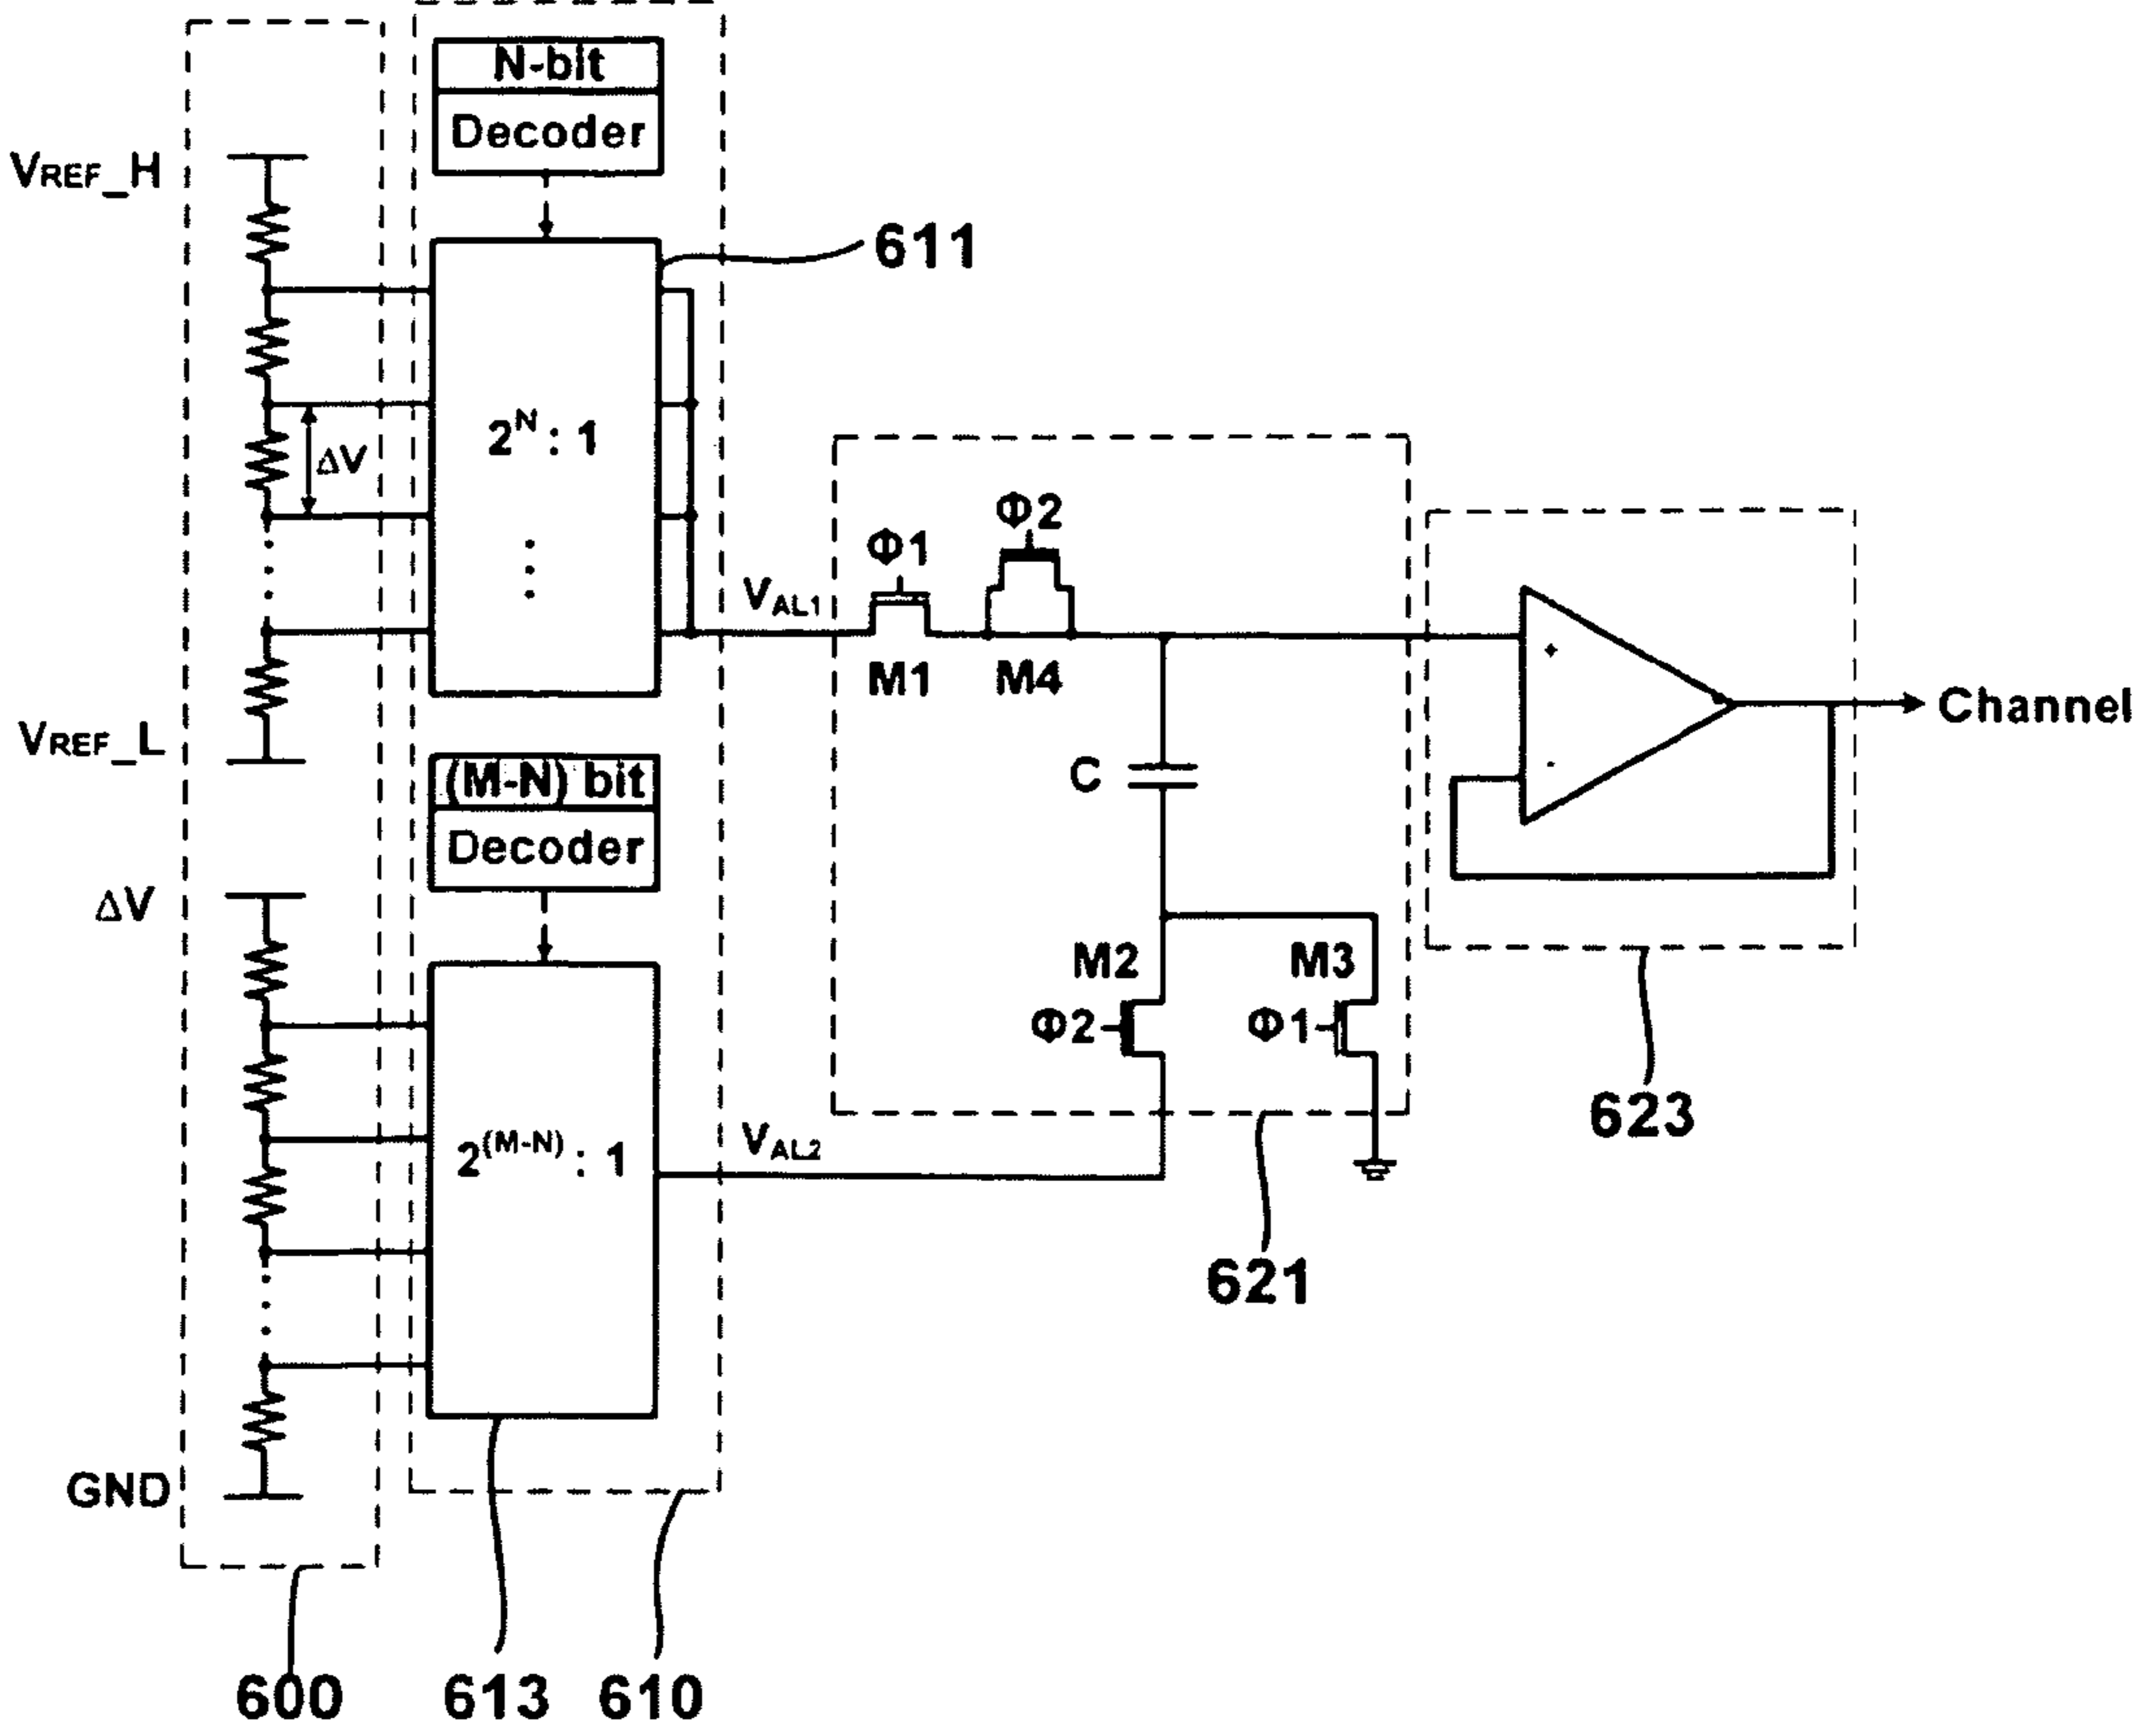 N-bit
Decoder
VREF_H
611
2^N : 1
ΔV
Φ2
Φ1
VAL1
M1
M4
+
-
Channel
VREF_L
(M-N) bit
Decoder
C
ΔV
M2
M3
Φ2
Φ1
623
2^(M-N) : 1
VAL2
621
GND
600
613
610